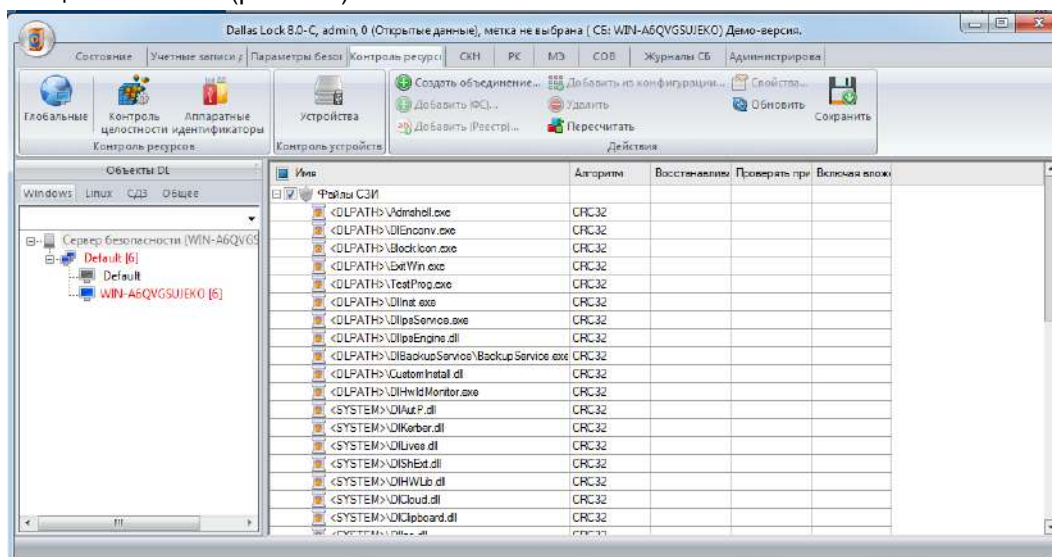 Dallas Lock 8.0-C, admin, 0 (Открытые данные), метка не выбрана ( СБ: WIN-A6QVGSUJEKO) Демо-версия.
Состояние Учетные записи Параметры безоп Контроль ресурсо СКН РК МЭ СОВ Журналы СБ Администрирова
Глобальные
Контроль целостности
Аппаратные идентификаторы
Контроль ресурсов
Устройства
Контроль устройств
Создать объединение... Добавить из конфигурации... Свойства...
Добавить (ФС)... Удалить Обновить
Добавить (Реестр)... Пересчитать
Сохранить
Действия
Объекты DL
Windows Linux СДЗ Общее
Сервер безопасности (WIN-A6QVGS
Default [6]
Default
WIN-A6QVGSUJEKO [6]
Имя Алгоритм Восстанавлива Проверять при Включая влож
Файлы СЗИ
<DLPATH>\Admshell.exe CRC32
<DLPATH>\DlEnconv.exe CRC32
<DLPATH>\BlockIcon.exe CRC32
<DLPATH>\ExitWin.exe CRC32
<DLPATH>\TestProg.exe CRC32
<DLPATH>\DlInst.exe CRC32
<DLPATH>\DlIpsService.exe CRC32
<DLPATH>\DlIpsEngine.dll CRC32
<DLPATH>\DlBackupService\BackupService.exe CRC32
<DLPATH>\CustomInstall.dll CRC32
<DLPATH>\DlHwIdMonitor.exe CRC32
<SYSTEM>\DlAutP.dll CRC32
<SYSTEM>\DlKerber.dll CRC32
<SYSTEM>\DlLives.dll CRC32
<SYSTEM>\DlShExt.dll CRC32
<SYSTEM>\DlHWLib.dll CRC32
<SYSTEM>\DlCloud.dll CRC32
<SYSTEM>\DlClipboard.dll CRC32